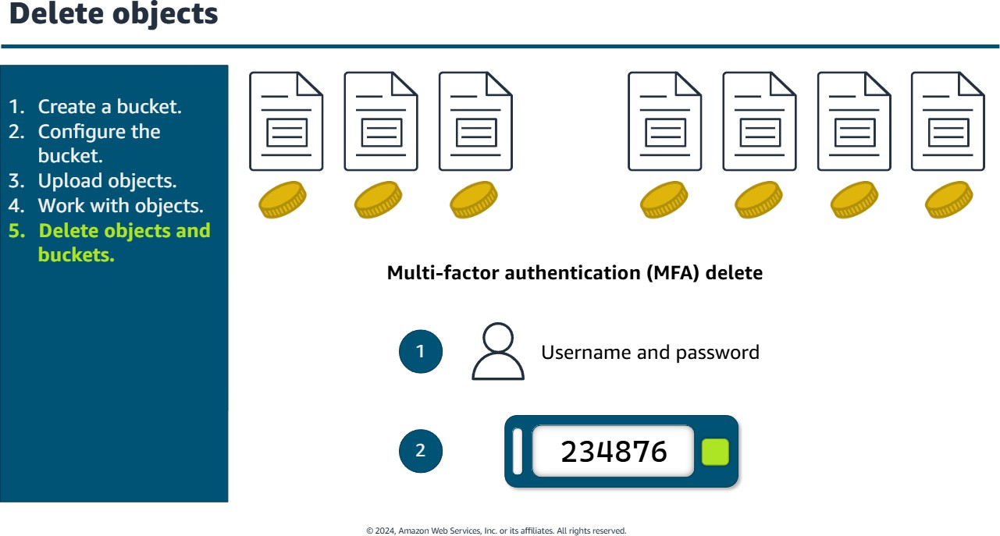 Delete objects
1. Create a bucket.
2. Configure the
bucket.
3. Upload objects.
4. Work with objects.
5. Delete objects and
buckets.
Multi-factor authentication (MFA) delete
1 Username and password
2 234876
© 2024, Amazon Web Services, Inc. or its affiliates. All rights reserved.